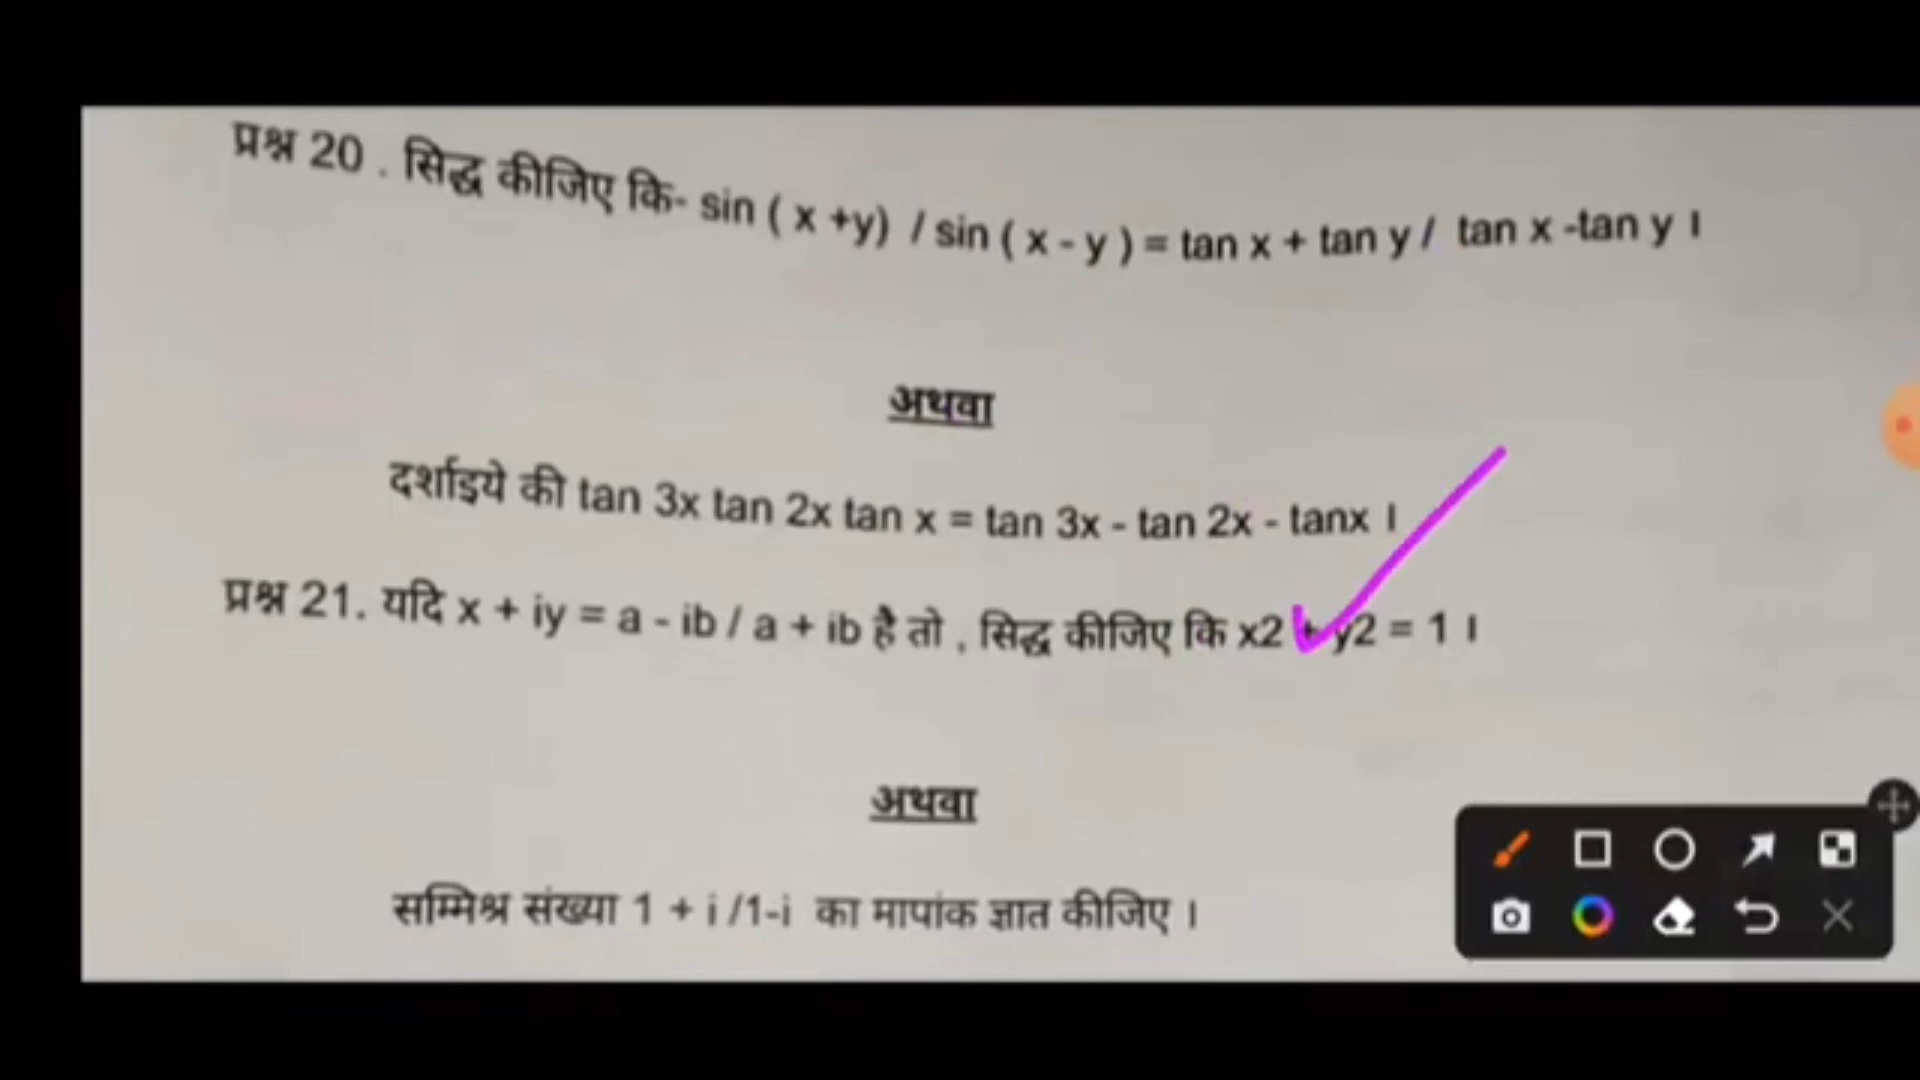 प्रश्न 20 . सिद्ध कीजिए कि- sin ( x +y) / sin ( x - y ) = tan x + tan y / tan x -tan y ।
अथवा
दर्शाइये की tan 3x tan 2x tan x = tan 3x - tan 2x - tanx ।
प्रश्न 21. यदि x + iy = a - ib / a + ib है तो , सिद्ध कीजिए कि x2 + y2 = 1 ।
अथवा
सम्मिश्र संख्या 1 + i /1-i का मापांक ज्ञात कीजिए ।